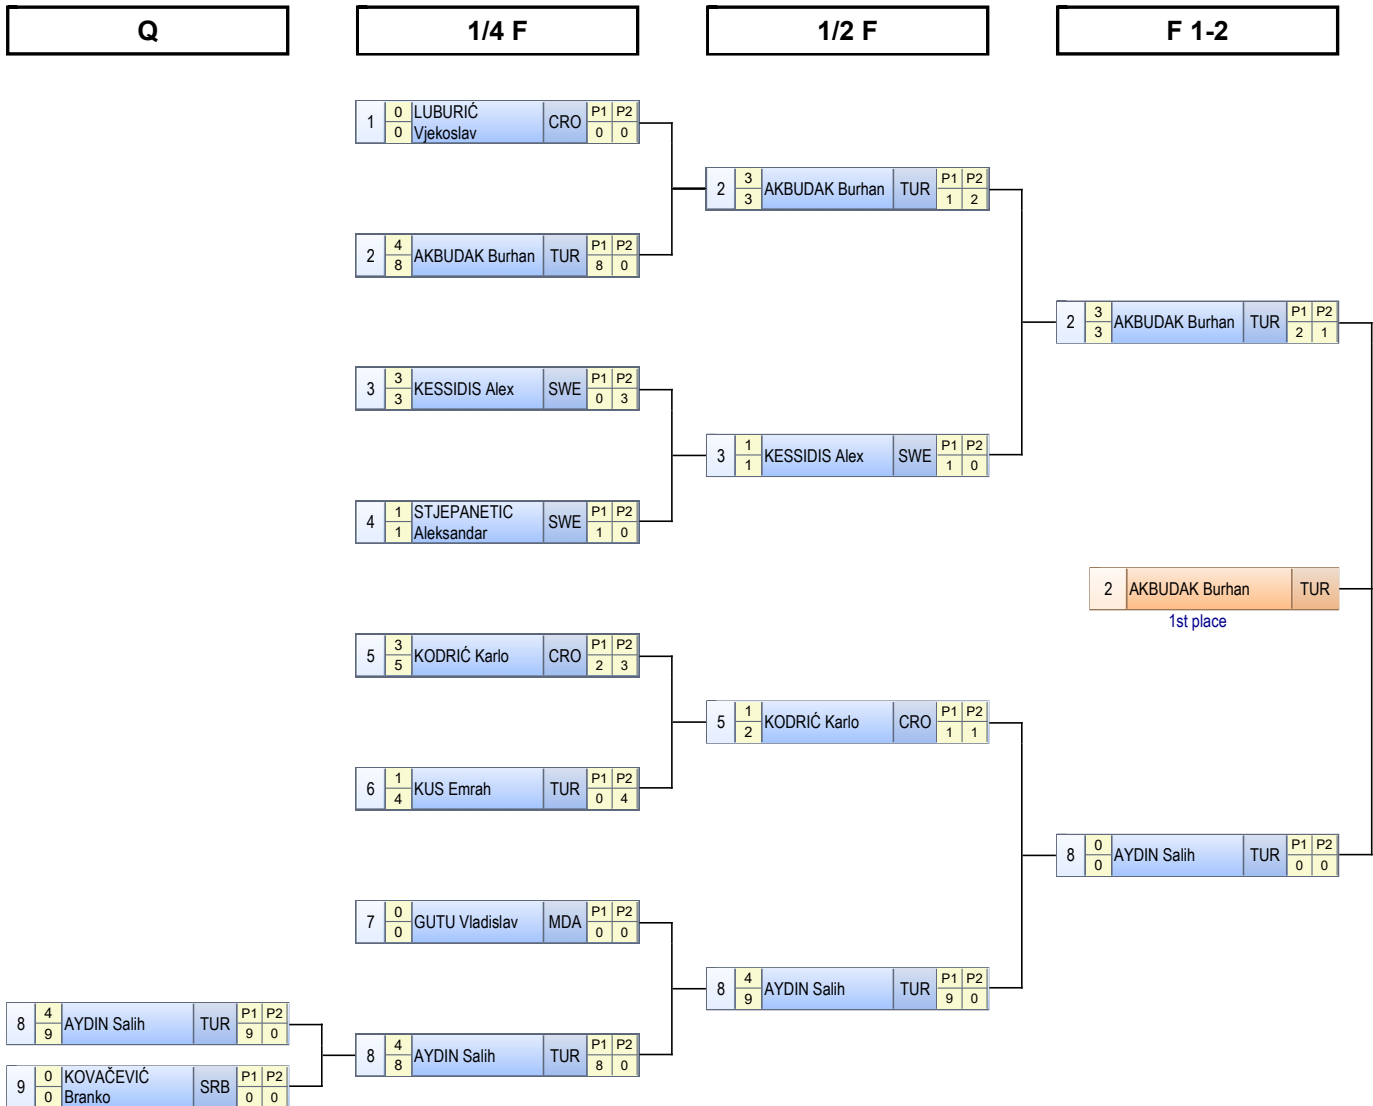 Q 1/4 F 1/2 F F 1-2
1 0 0 LUBURIĆ Vjekoslav CRO P1 P2 0 0
2 3 3 AKBUDAK Burhan TUR P1 P2 1 2
2 4 8 AKBUDAK Burhan TUR P1 P2 8 0
2 3 3 AKBUDAK Burhan TUR P1 P2 2 1
3 3 3 KESSIDIS Alex SWE P1 P2 0 3
3 1 1 KESSIDIS Alex SWE P1 P2 1 0
4 1 1 STJEPANETIC Aleksandar SWE P1 P2 1 0
2 AKBUDAK Burhan TUR
1st place
5 3 5 KODRIĆ Karlo CRO P1 P2 2 3
5 1 2 KODRIĆ Karlo CRO P1 P2 1 1
6 1 4 KUS Emrah TUR P1 P2 0 4
8 0 0 AYDIN Salih TUR P1 P2 0 0
7 0 0 GUTU Vladislav MDA P1 P2 0 0
8 4 9 AYDIN Salih TUR P1 P2 9 0
8 4 9 AYDIN Salih TUR P1 P2 9 0
8 4 8 AYDIN Salih TUR P1 P2 8 0
9 0 0 KOVAČEVIĆ Branko SRB P1 P2 0 0